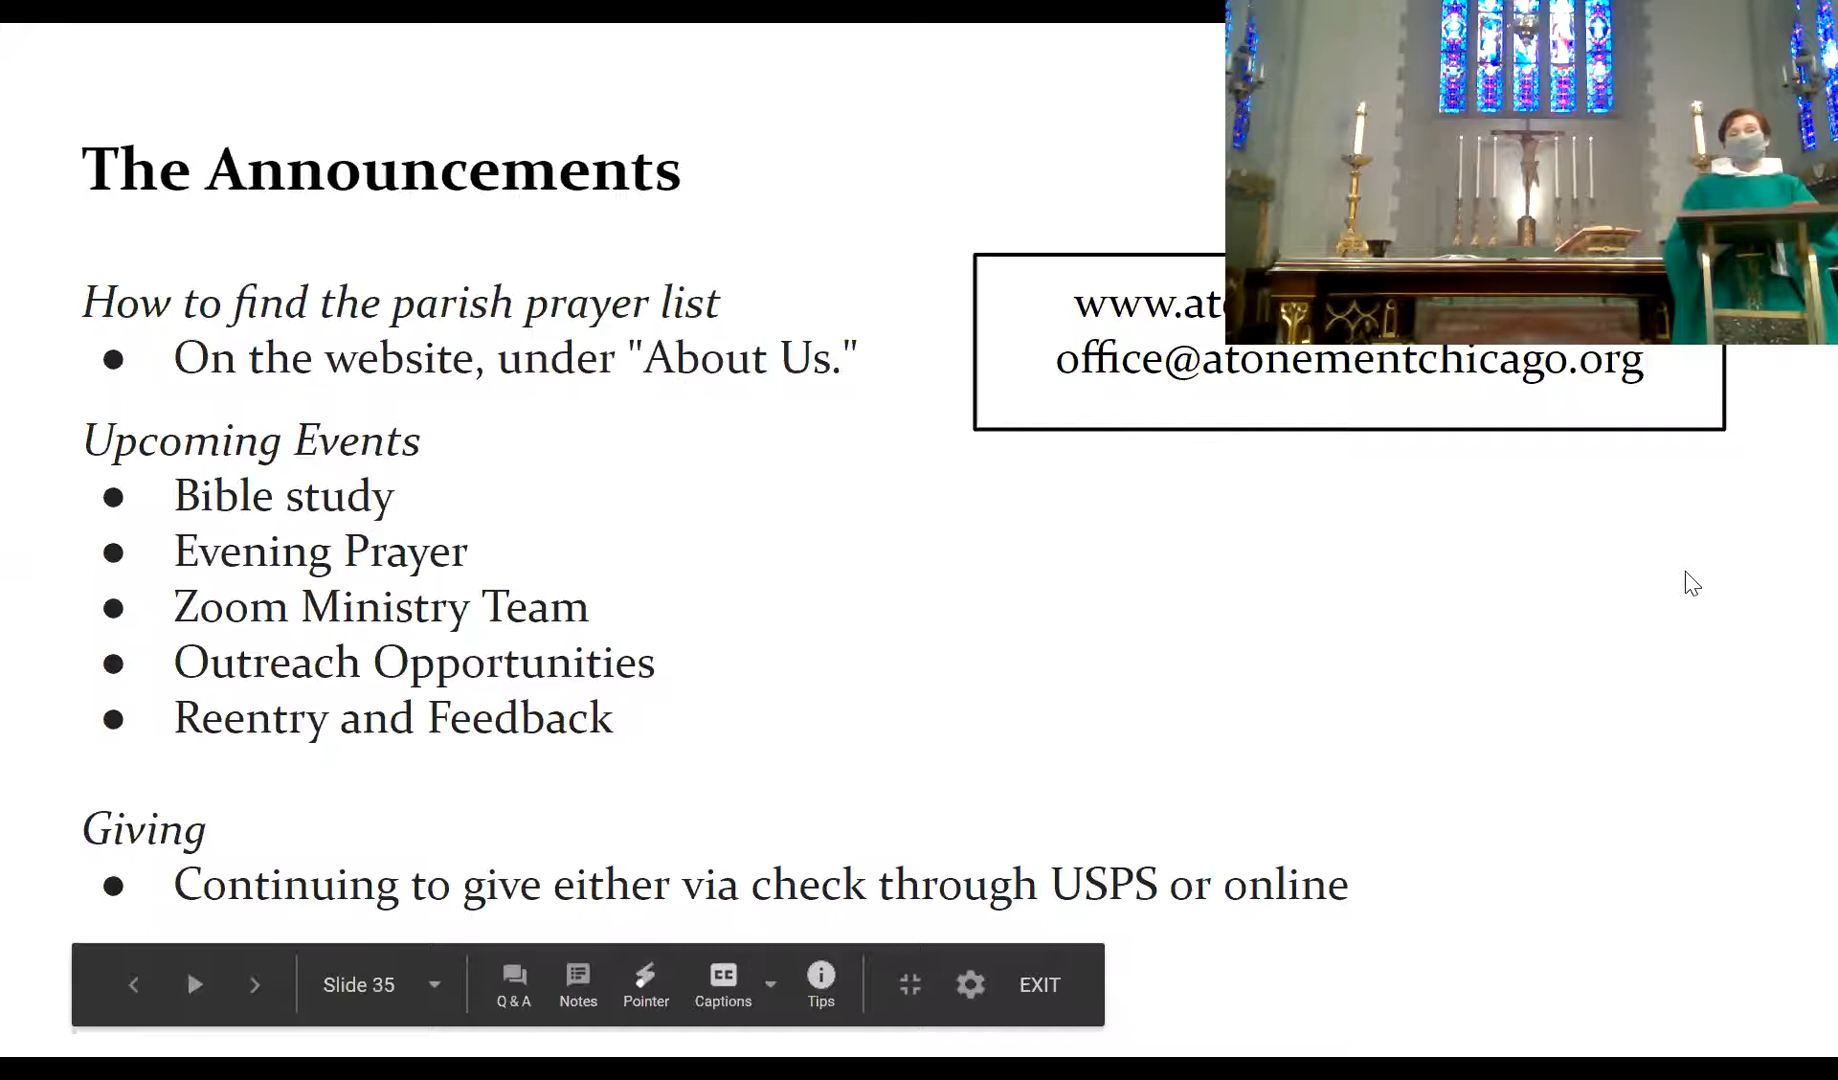 The Announcements
How to find the parish prayer list
● On the website, under "About Us."
www.at
office@atonementchicago.org
Upcoming Events
● Bible study
● Evening Prayer
● Zoom Ministry Team
● Outreach Opportunities
● Reentry and Feedback
Giving
● Continuing to give either via check through USPS or online
Slide 35
Q & A
Notes
Pointer
CC
Captions
Tips
EXIT